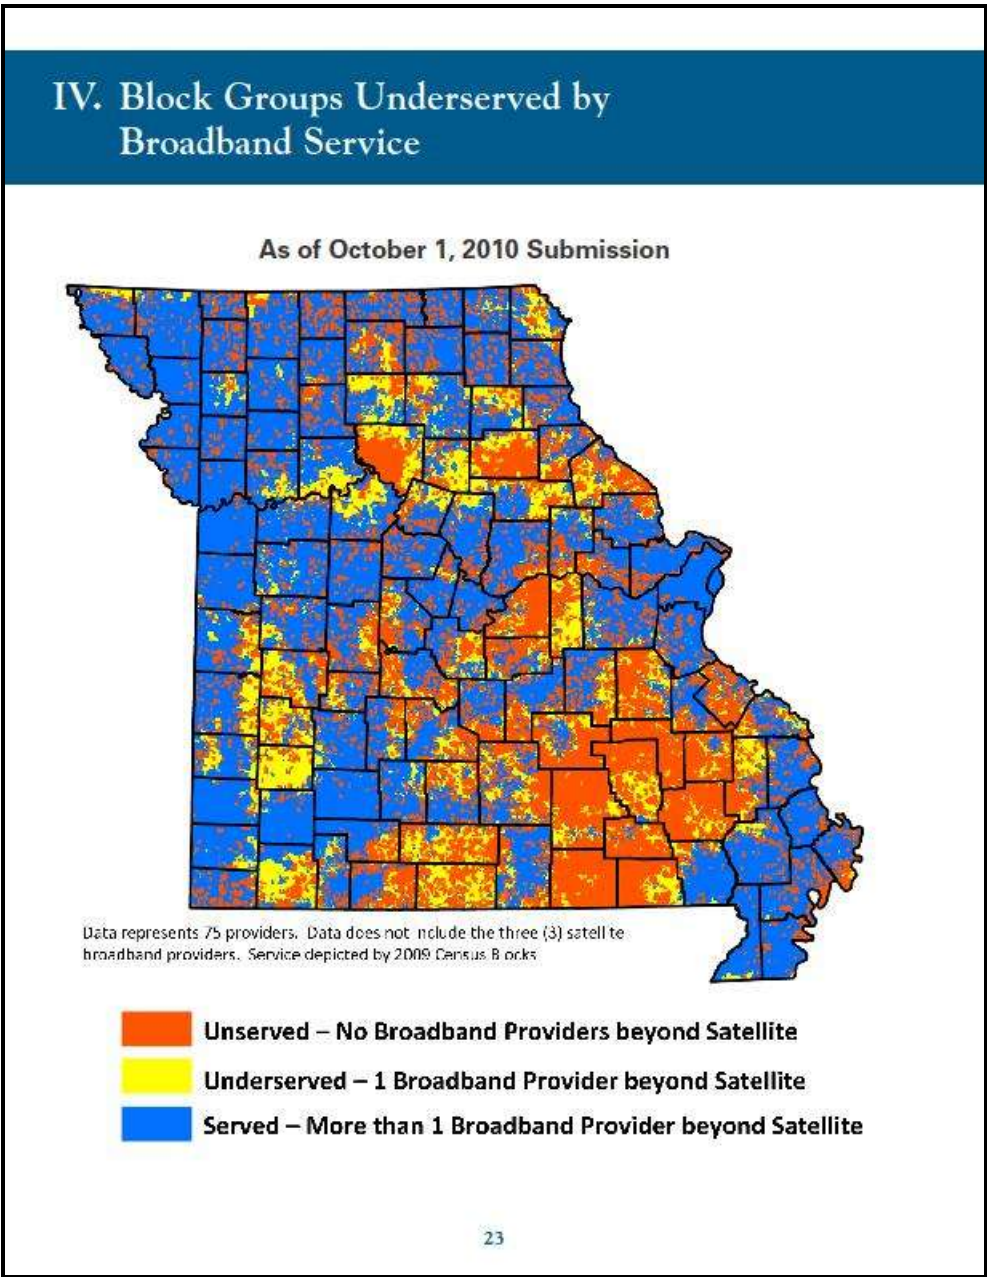 IV. Block Groups Underserved by
Broadband Service
As of October 1, 2010 Submission
Data represents 75 providers. Data does not include the three (3) satellite
broadband providers. Service depicted by 2009 Census Blocks
Unserved – No Broadband Providers beyond Satellite
Underserved – 1 Broadband Provider beyond Satellite
Served – More than 1 Broadband Provider beyond Satellite
23